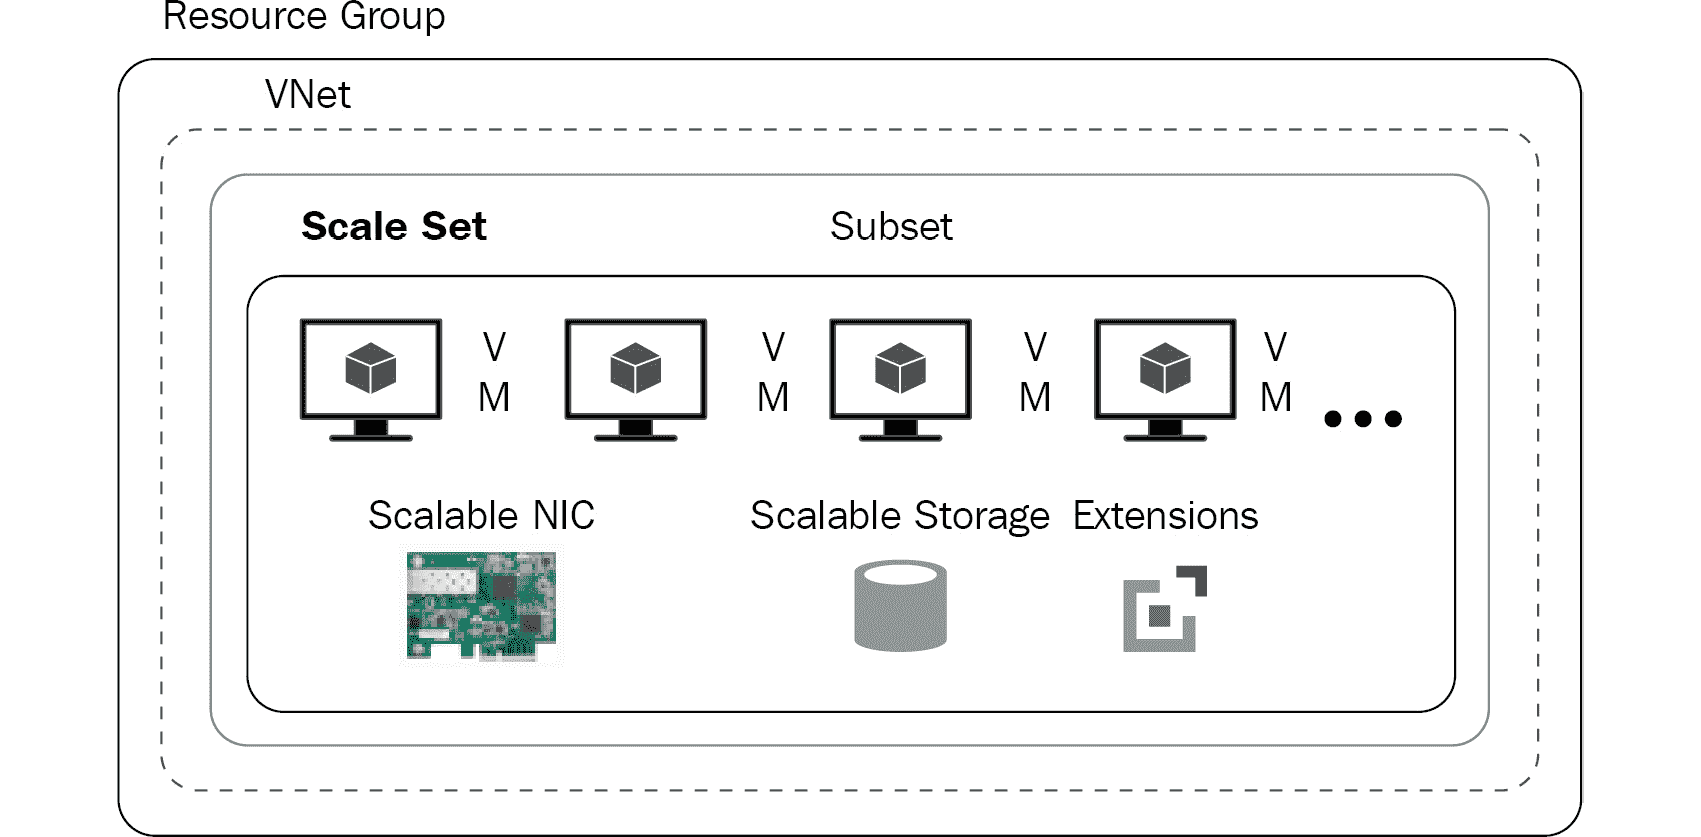 Resource Group
VNet
Scale Set Subset
V V V V
M M M M
Scalable NIC Scalable Storage Extensions